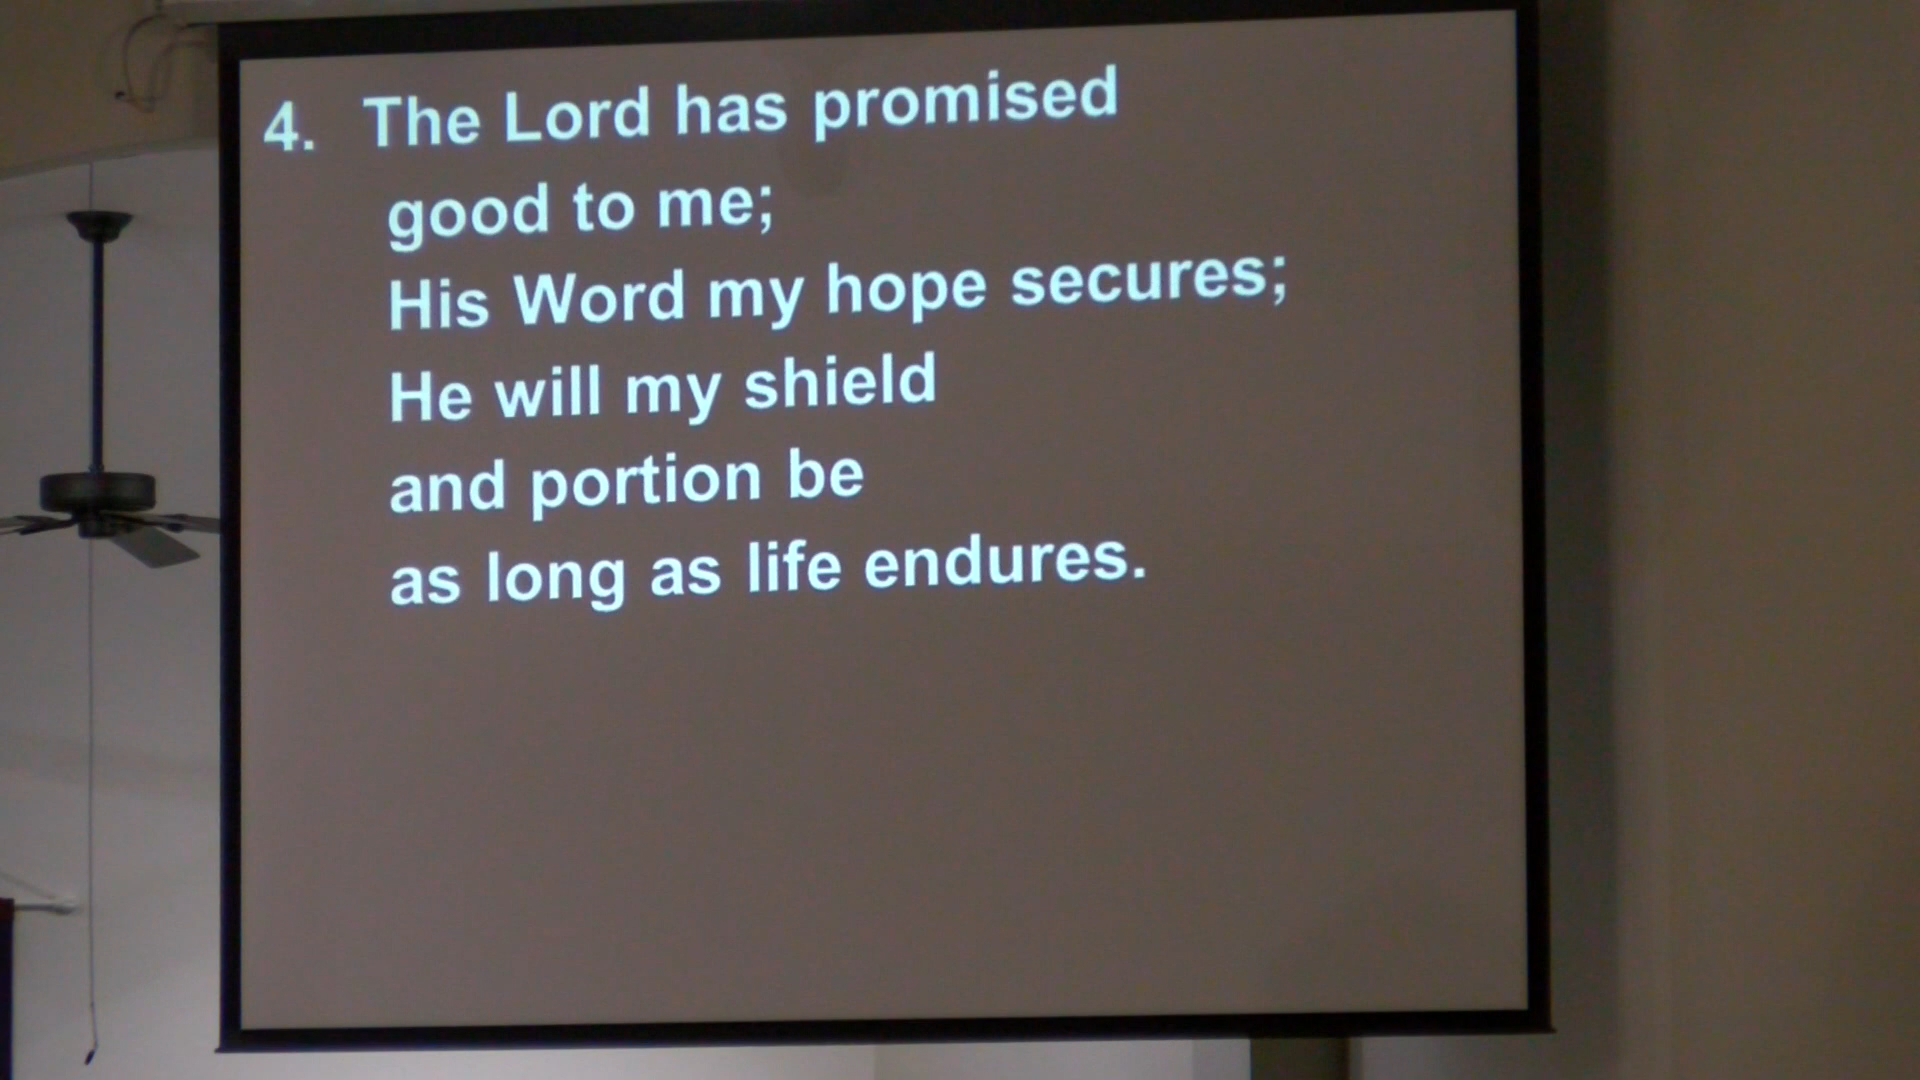 4. The Lord has promised
good to me;
His Word my hope secures;
He will my shield
and portion be
as long as life endures.